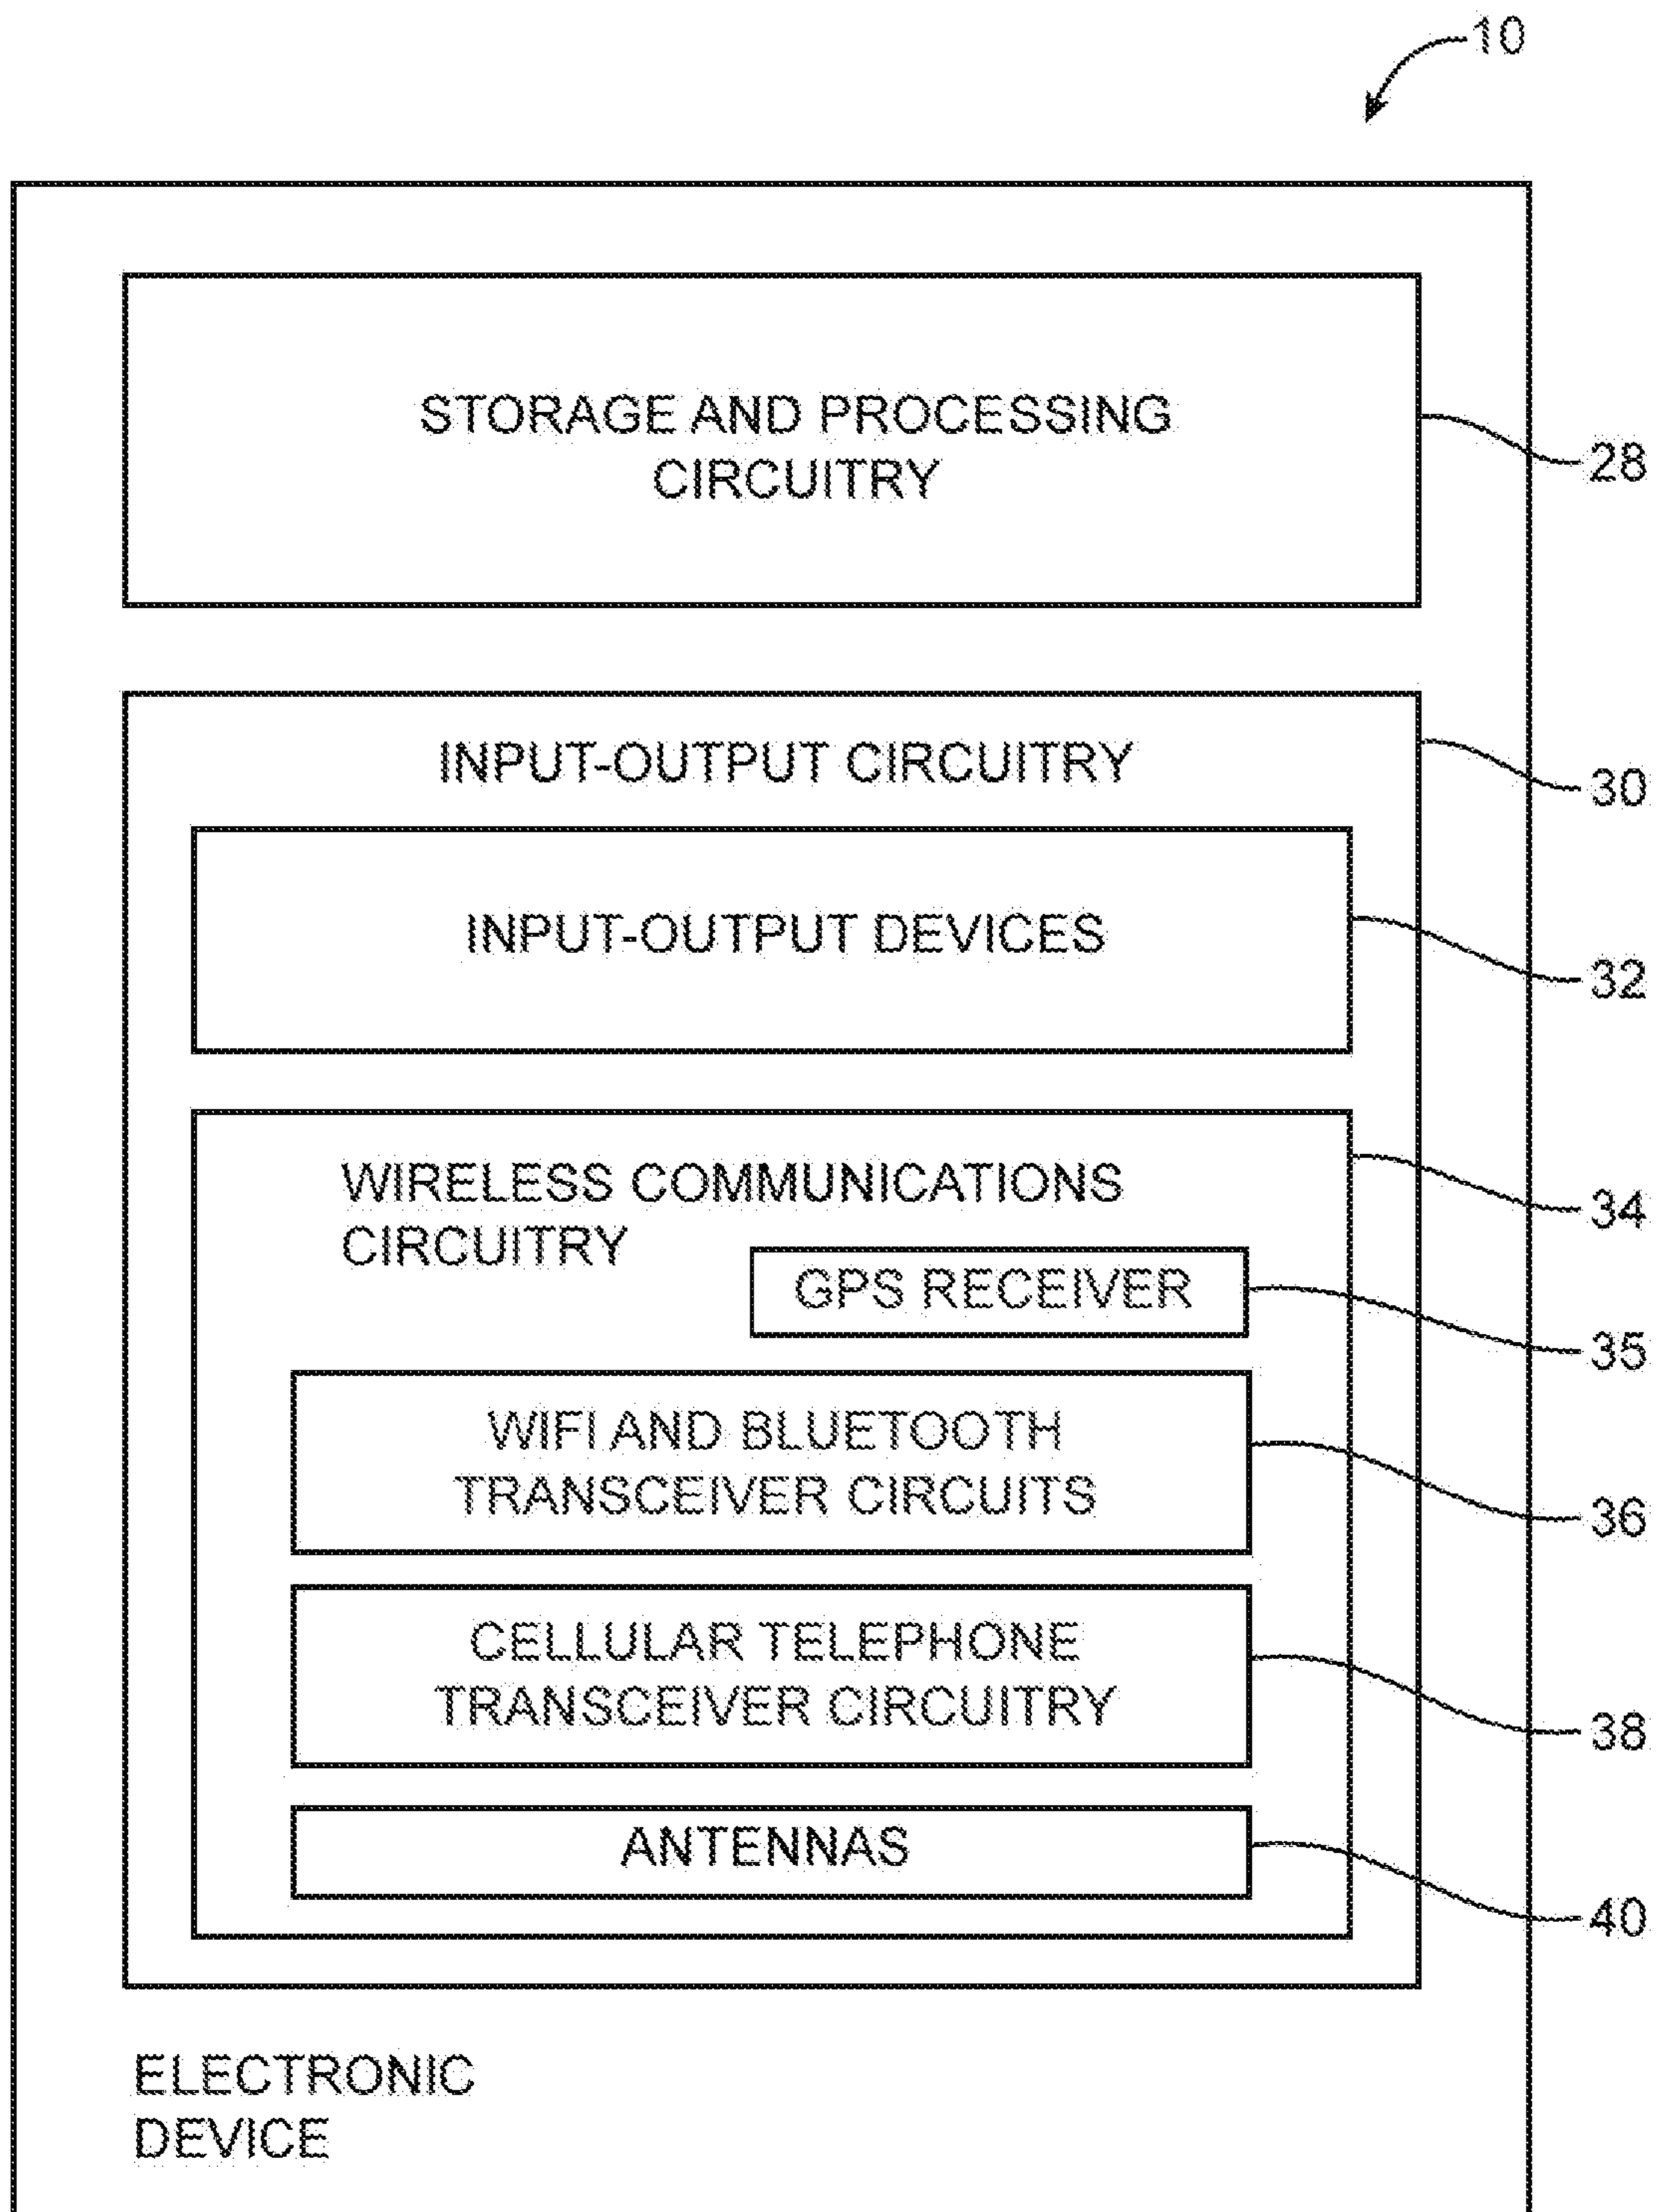 10
STORAGE AND PROCESSING
CIRCUITRY
28
INPUT-OUTPUT CIRCUITRY
30
INPUT-OUTPUT DEVICES
32
WIRELESS COMMUNICATIONS
CIRCUITRY
34
GPS RECEIVER
35
WIFI AND BLUETOOTH
TRANSCEIVER CIRCUITS
36
CELLULAR TELEPHONE
TRANSCEIVER CIRCUITRY
38
ANTENNAS
40
ELECTRONIC
DEVICE